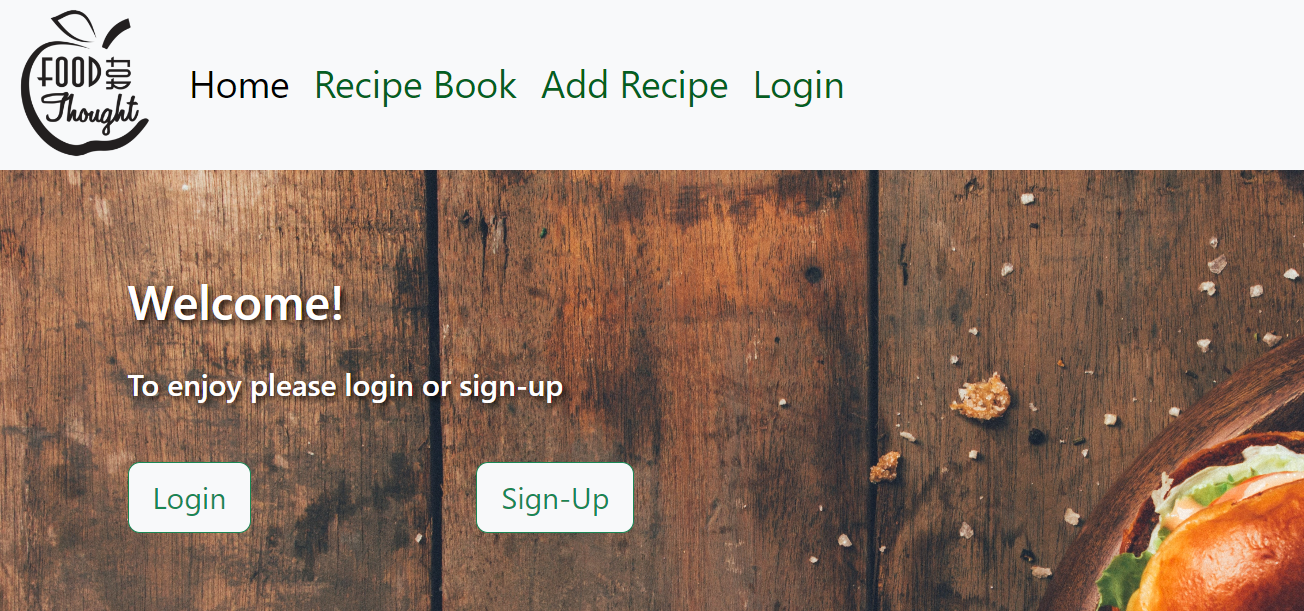 FOOD for
Thought
Home Recipe Book Add Recipe Login
Welcome!
To enjoy please login or sign-up
Login Sign-Up